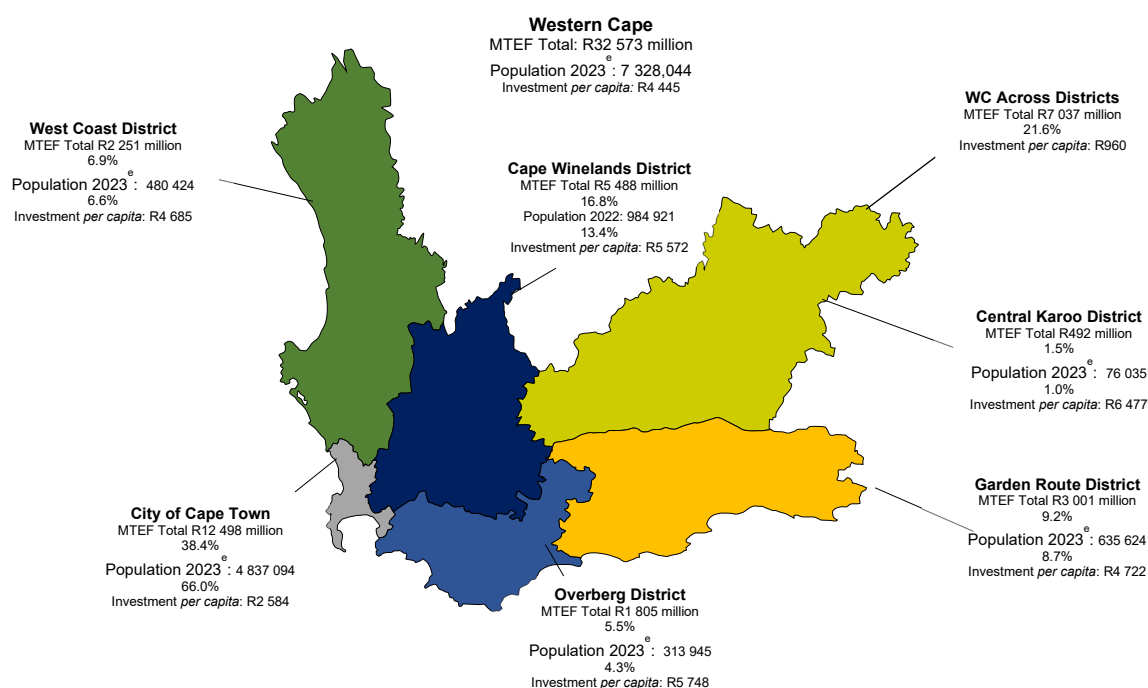 Western Cape
MTEF Total: R32 573 million
Population 2023e: 7 328,044
Investment per capita: R4 445
WC Across Districts
MTEF Total R7 037 million
21.6%
Investment per capita: R960
West Coast District
MTEF Total R2 251 million
6.9%
Population 2023e: 480 424
6.6%
Investment per capita: R4 685
Cape Winelands District
MTEF Total R5 488 million
16.8%
Population 2022: 984 921
13.4%
Investment per capita: R5 572
Central Karoo District
MTEF Total R492 million
1.5%
Population 2023e: 76 035
1.0%
Investment per capita: R6 477
Garden Route District
MTEF Total R3 001 million
9.2%
Population 2023e: 635 624
8.7%
Investment per capita: R4 722
City of Cape Town
MTEF Total R12 498 million
38.4%
Population 2023e: 4 837 094
66.0%
Investment per capita: R2 584
Overberg District
MTEF Total R1 805 million
5.5%
Population 2023e: 313 945
4.3%
Investment per capita: R5 748